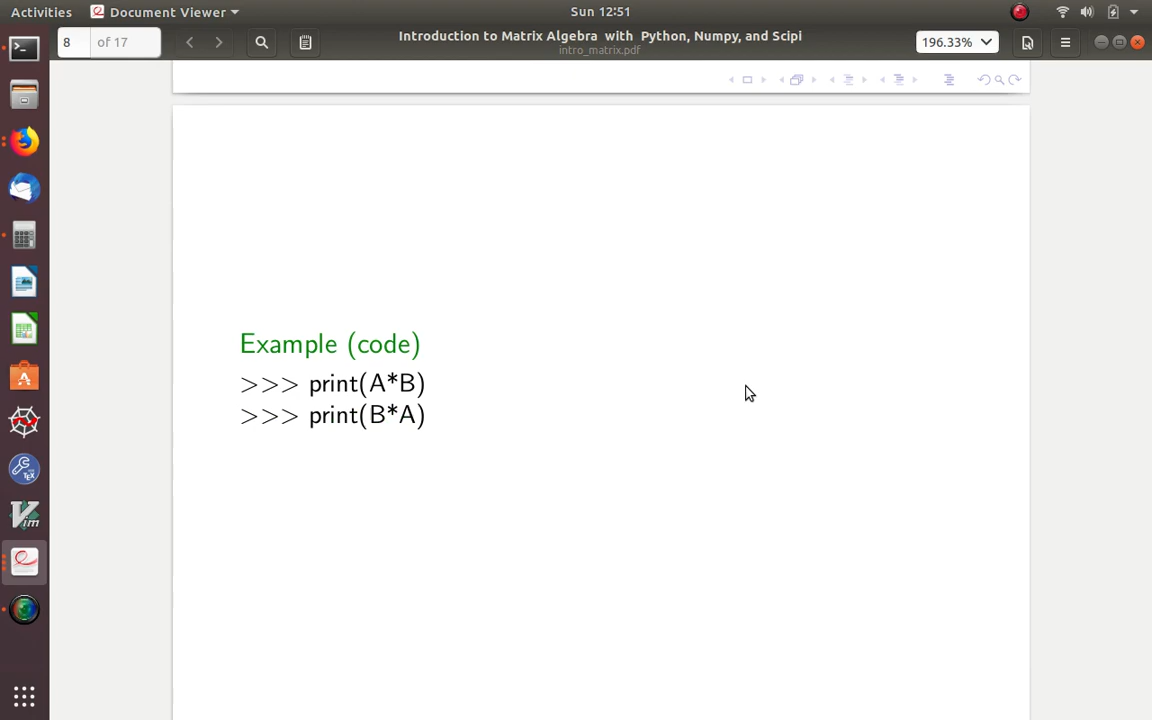 Activities
Document Viewer
Sun 12:51
8
of 17
Introduction to Matrix Algebra with Python, Numpy, and Scipi
intro_matrix.pdf
196.33%
Example (code)
>>> print(A*B)
>>> print(B*A)